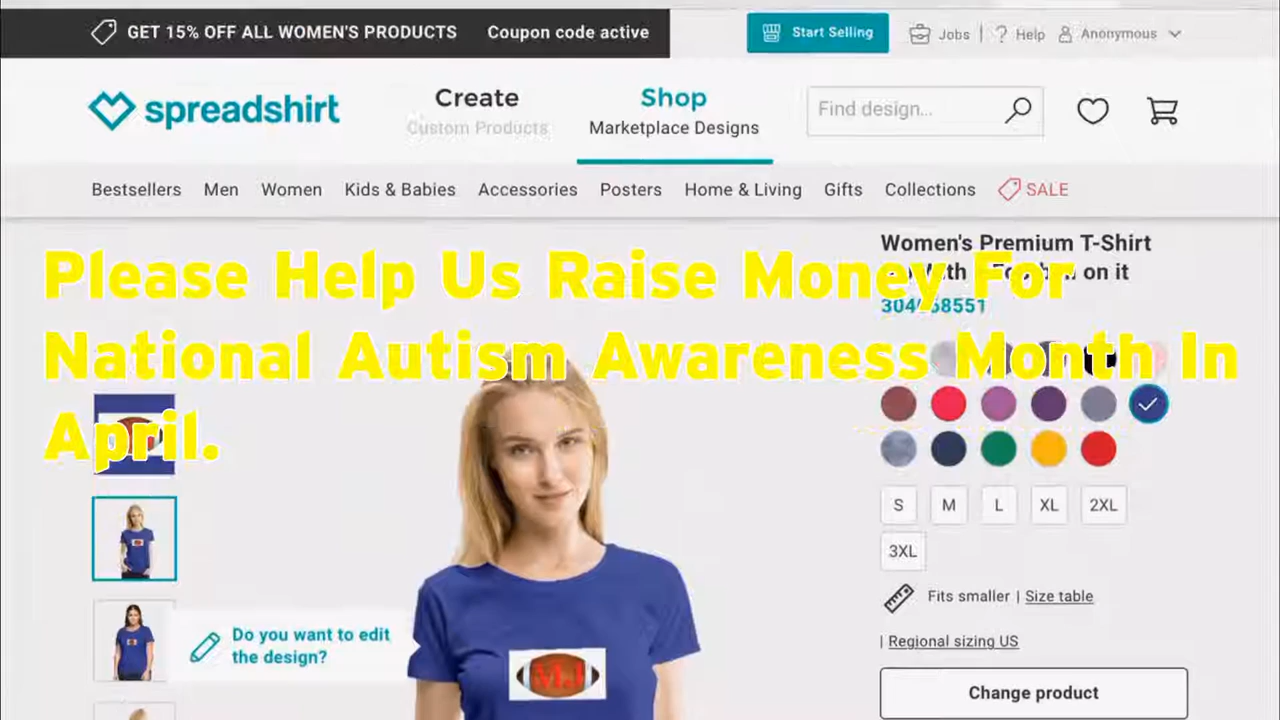 GET 15% OFF ALL WOMEN'S PRODUCTS Coupon code active
Start Selling
Jobs | Help Anonymous
spreadshirt
Create
Custom Products
Shop
Marketplace Designs
Find design...
Bestsellers Men Women Kids & Babies Accessories Posters Home & Living Gifts Collections SALE
Please Help Us Raise Money For
National Autism Awareness Month In
April.
Women's Premium T-Shirt
on it
S M L XL 2XL
3XL
Fits smaller | Size table
| Regional sizing US
Do you want to edit
the design?
Change product